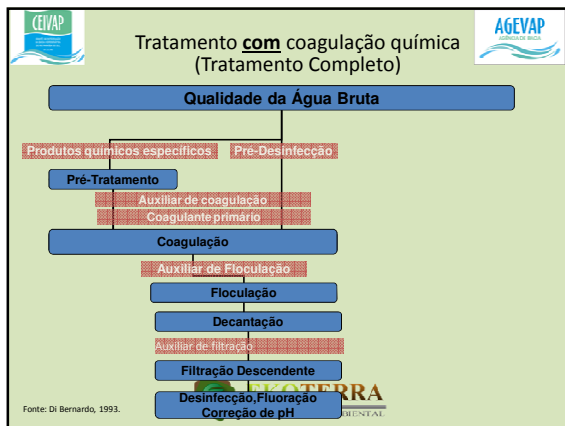 CEIVAP
AGEVAP
AGÊNCIA DE BACIA
Tratamento com coagulação química
(Tratamento Completo)
Qualidade da Água Bruta
Produtos químicos específicos
Pré-Desinfecção
Pré-Tratamento
Auxiliar de coagulação
Coagulante primário
Coagulação
Auxiliar de Floculação
Floculação
Decantação
Auxiliar de filtração
Filtração Descendente
Desinfecção,Fluoração
Correção de pH
Fonte: Di Bernardo, 1993.